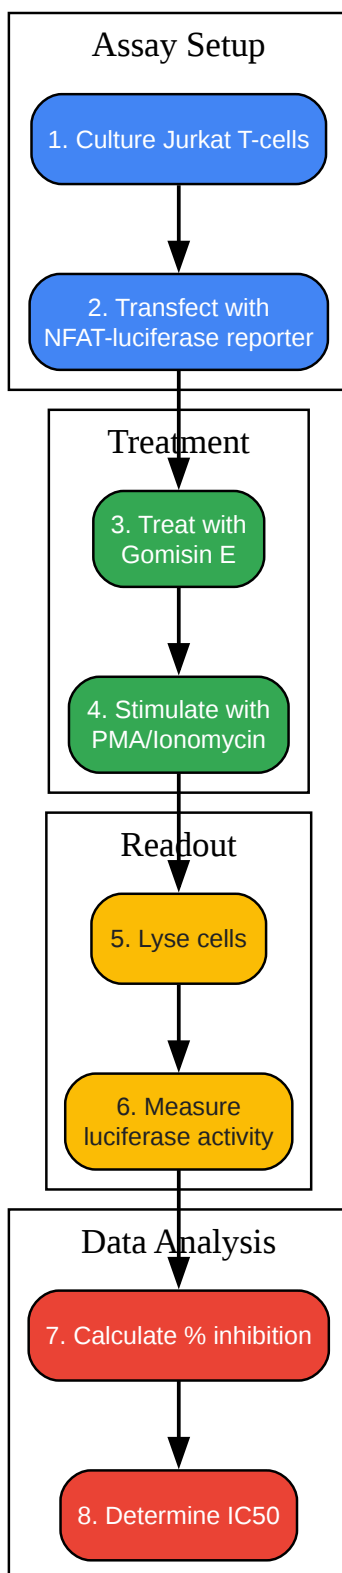 Assay Setup
1. Culture Jurkat T-cells
2. Transfect with
NFAT-luciferase reporter
Treatment
3. Treat with
Gomisin E
4. Stimulate with
PMA/Ionomycin
Readout
5. Lyse cells
6. Measure
luciferase activity
Data Analysis
7. Calculate % inhibition
8. Determine IC50